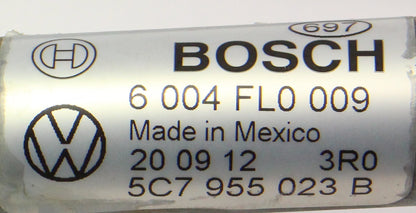 697
BOSCH
6 004 FL0 009
Made in Mexico
20 09 12 3R0
5C7 955 023 B